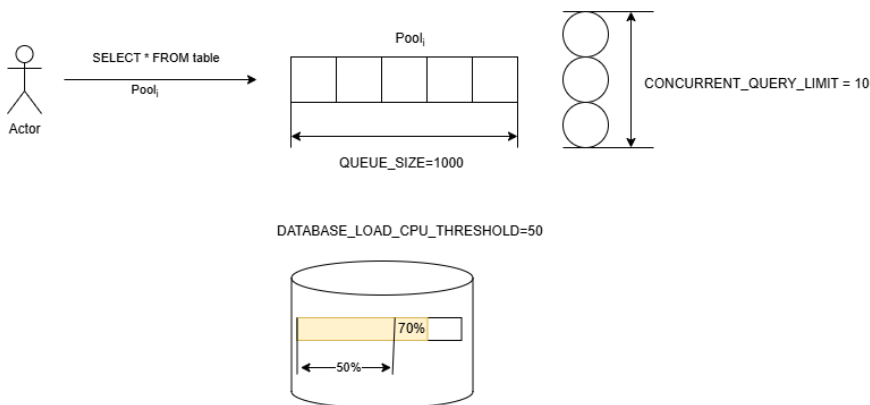 Pool_i
SELECT * FROM table
Pool_i
CONCURRENT_QUERY_LIMIT = 10
Actor
QUEUE_SIZE=1000
DATABASE_LOAD_CPU_THRESHOLD=50
70%
50%